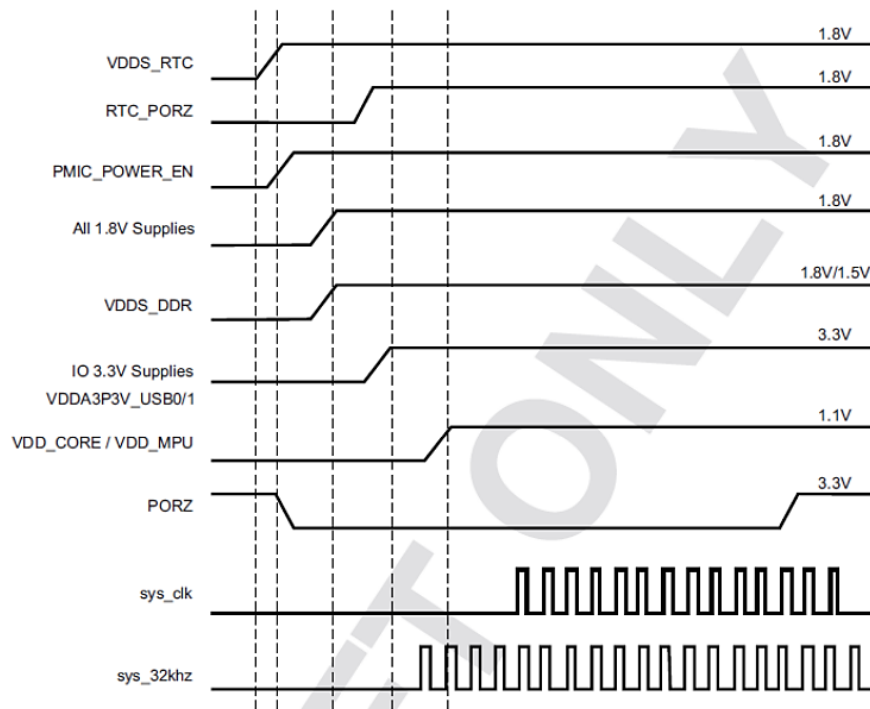 VDDS_RTC
1.8V
RTC_PORZ
1.8V
PMIC_POWER_EN
1.8V
All 1.8V Supplies
1.8V
VDDS_DDR
1.8V/1.5V
IO 3.3V Supplies
VDDA3P3V_USB0/1
3.3V
VDD_CORE / VDD_MPU
1.1V
PORZ
3.3V
sys_clk
sys_32khz
ONLY